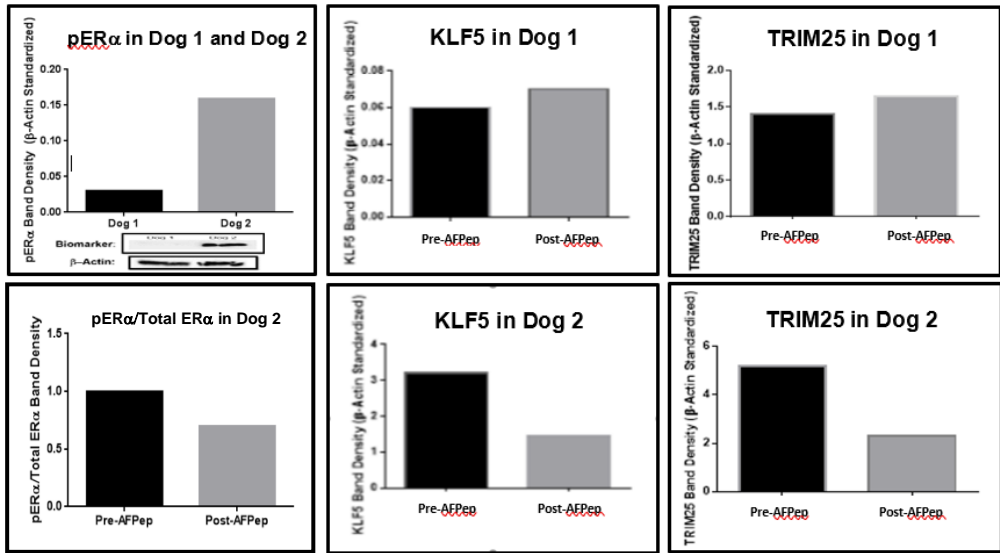 pERα in Dog 1 and Dog 2
pERα Band Density (β-Actin Standardized)
0.20
0.15
0.10
0.05
0.00
Dog 1 Dog 2
Biomarker: Dog 1 Dog 2
β-Actin:
KLF5 in Dog 1
KLF5 Band Density (β-Actin Standardized)
0.08
0.06
0.04
0.02
0.00
Pre-AFPep Post-AFPep
TRIM25 in Dog 1
TRIM25 Band Density (β-Actin Standardized)
2.0
1.5
1.0
0.5
0.0
Pre-AFPep Post-AFPep
pERα/Total ERα in Dog 2
pERα/Total ERα Band Density
1.5
1.0
0.5
0.0
Pre-AFPep Post-AFPep
KLF5 in Dog 2
KLF5 Band Density (β-Actin Standardized)
4
3
2
1
0
Pre-AFPep Post-AFPep
TRIM25 in Dog 2
TRIM25 Band Density (β-Actin Standardized)
6
4
2
0
Pre-AFPep Post-AFPep